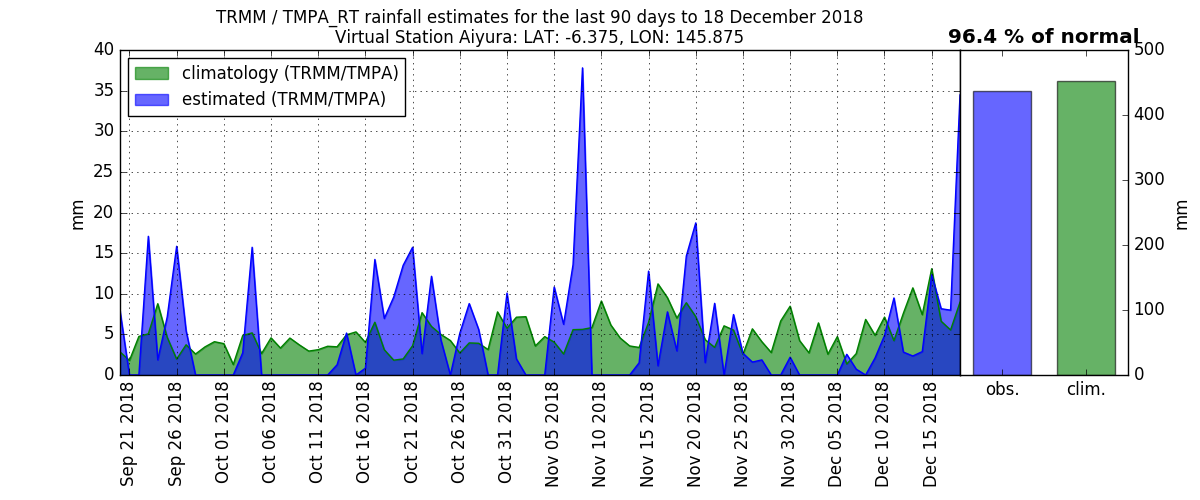 TRMM / TMPA_RT rainfall estimates for the last 90 days to 18 December 2018
Virtual Station Aiyura: LAT: -6.375, LON: 145.875
96.4 % of normal
climatology (TRMM/TMPA)
estimated (TRMM/TMPA)
40
35
30
25
20
15
10
5
0
mm
500
400
300
200
100
0
mm
obs.
clim.
Sep 21 2018
Sep 26 2018
Oct 01 2018
Oct 06 2018
Oct 11 2018
Oct 16 2018
Oct 21 2018
Oct 26 2018
Oct 31 2018
Nov 05 2018
Nov 10 2018
Nov 15 2018
Nov 20 2018
Nov 25 2018
Nov 30 2018
Dec 05 2018
Dec 10 2018
Dec 15 2018